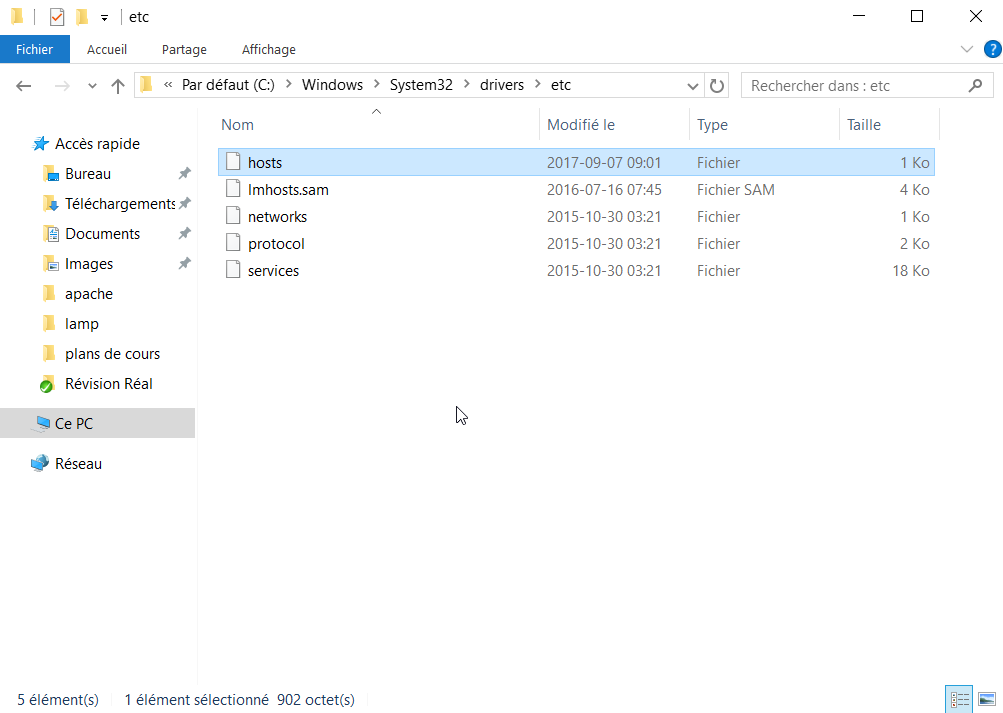 etc
Fichier Accueil Partage Affichage ?
« Par défaut (C:) > Windows > System32 > drivers > etc Rechercher dans : etc
Nom Modifié le Type Taille
Accès rapide
Bureau
Téléchargements
Documents
Images
apache
lamp
plans de cours
Révision Réal
Ce PC
Réseau
hosts 2017-09-07 09:01 Fichier 1 Ko
lmhosts.sam 2016-07-16 07:45 Fichier SAM 4 Ko
networks 2015-10-30 03:21 Fichier 1 Ko
protocol 2015-10-30 03:21 Fichier 2 Ko
services 2015-10-30 03:21 Fichier 18 Ko
5 élément(s) 1 élément sélectionné 902 octet(s)